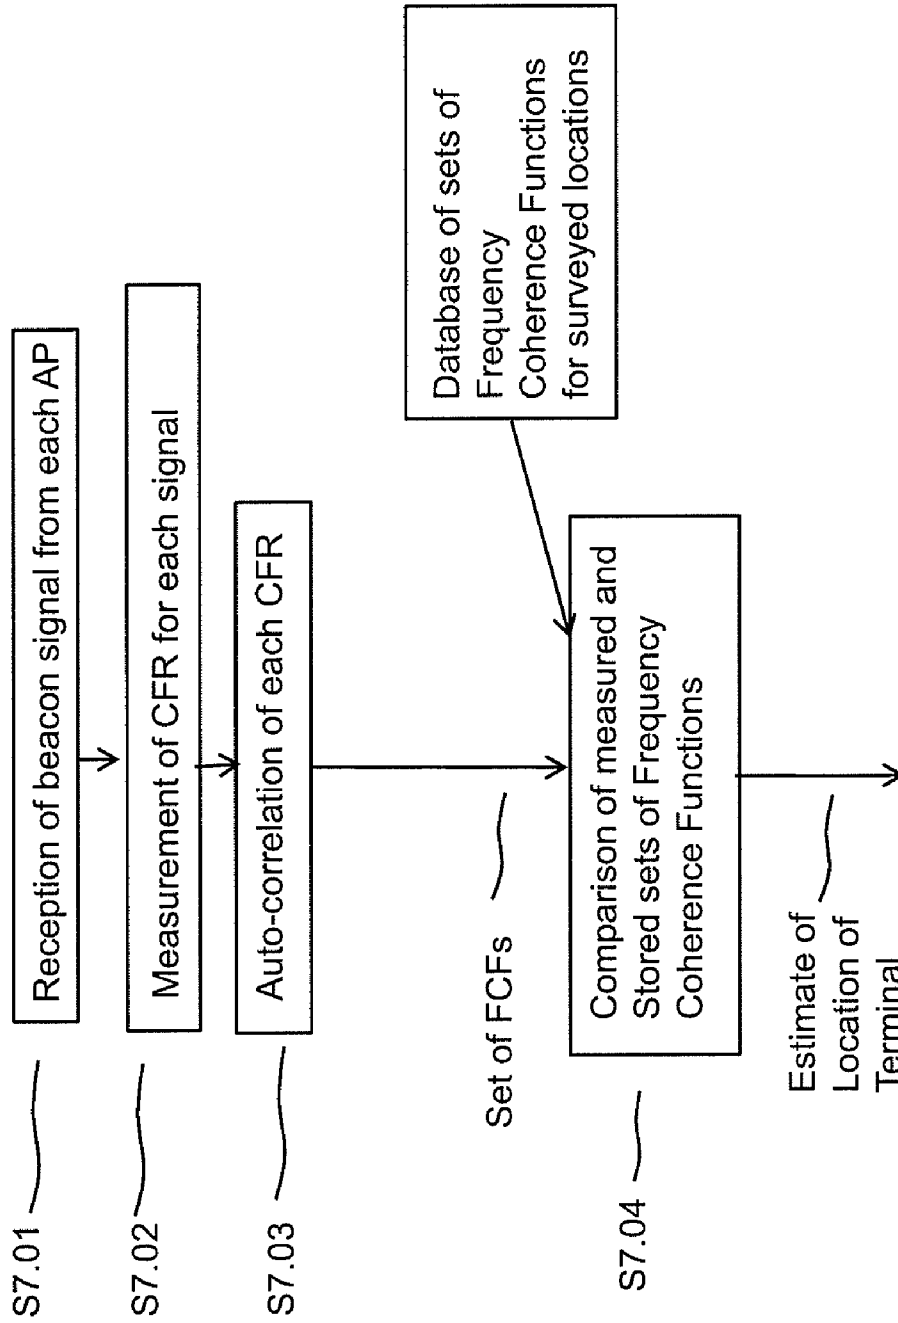 S7.01
Reception of beacon signal from each AP
S7.02
Measurement of CFR for each signal
S7.03
Auto-correlation of each CFR
Set of FCFs
Database of sets of
Frequency
Coherence Functions
for surveyed locations
S7.04
Comparison of measured and
Stored sets of Frequency
Coherence Functions
Estimate of
Location of
Terminal